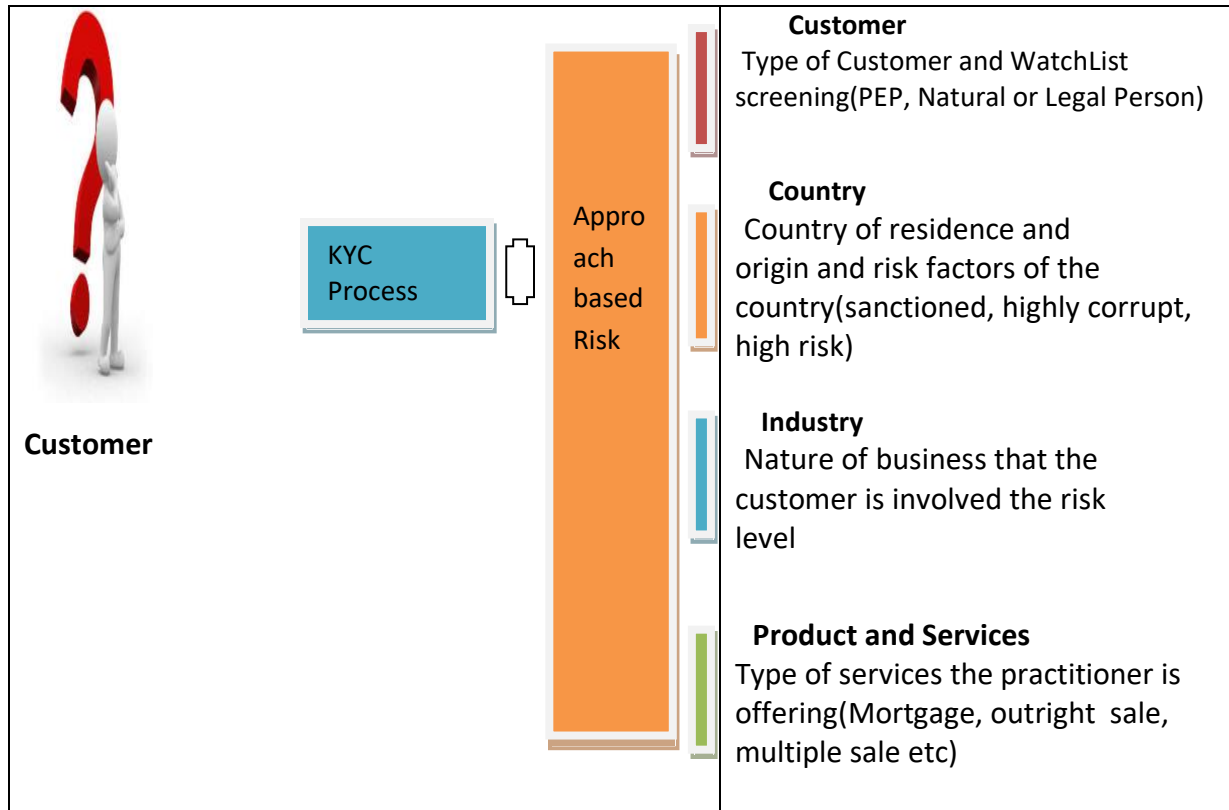 Customer
KYC
Process
Appro
ach
based
Risk
Customer
Type of Customer and WatchList
screening(PEP, Natural or Legal Person)
Country
Country of residence and
origin and risk factors of the
country(sanctioned, highly corrupt,
high risk)
Industry
Nature of business that the
customer is involved the risk
level
Product and Services
Type of services the practitioner is
offering(Mortgage, outright sale,
multiple sale etc)